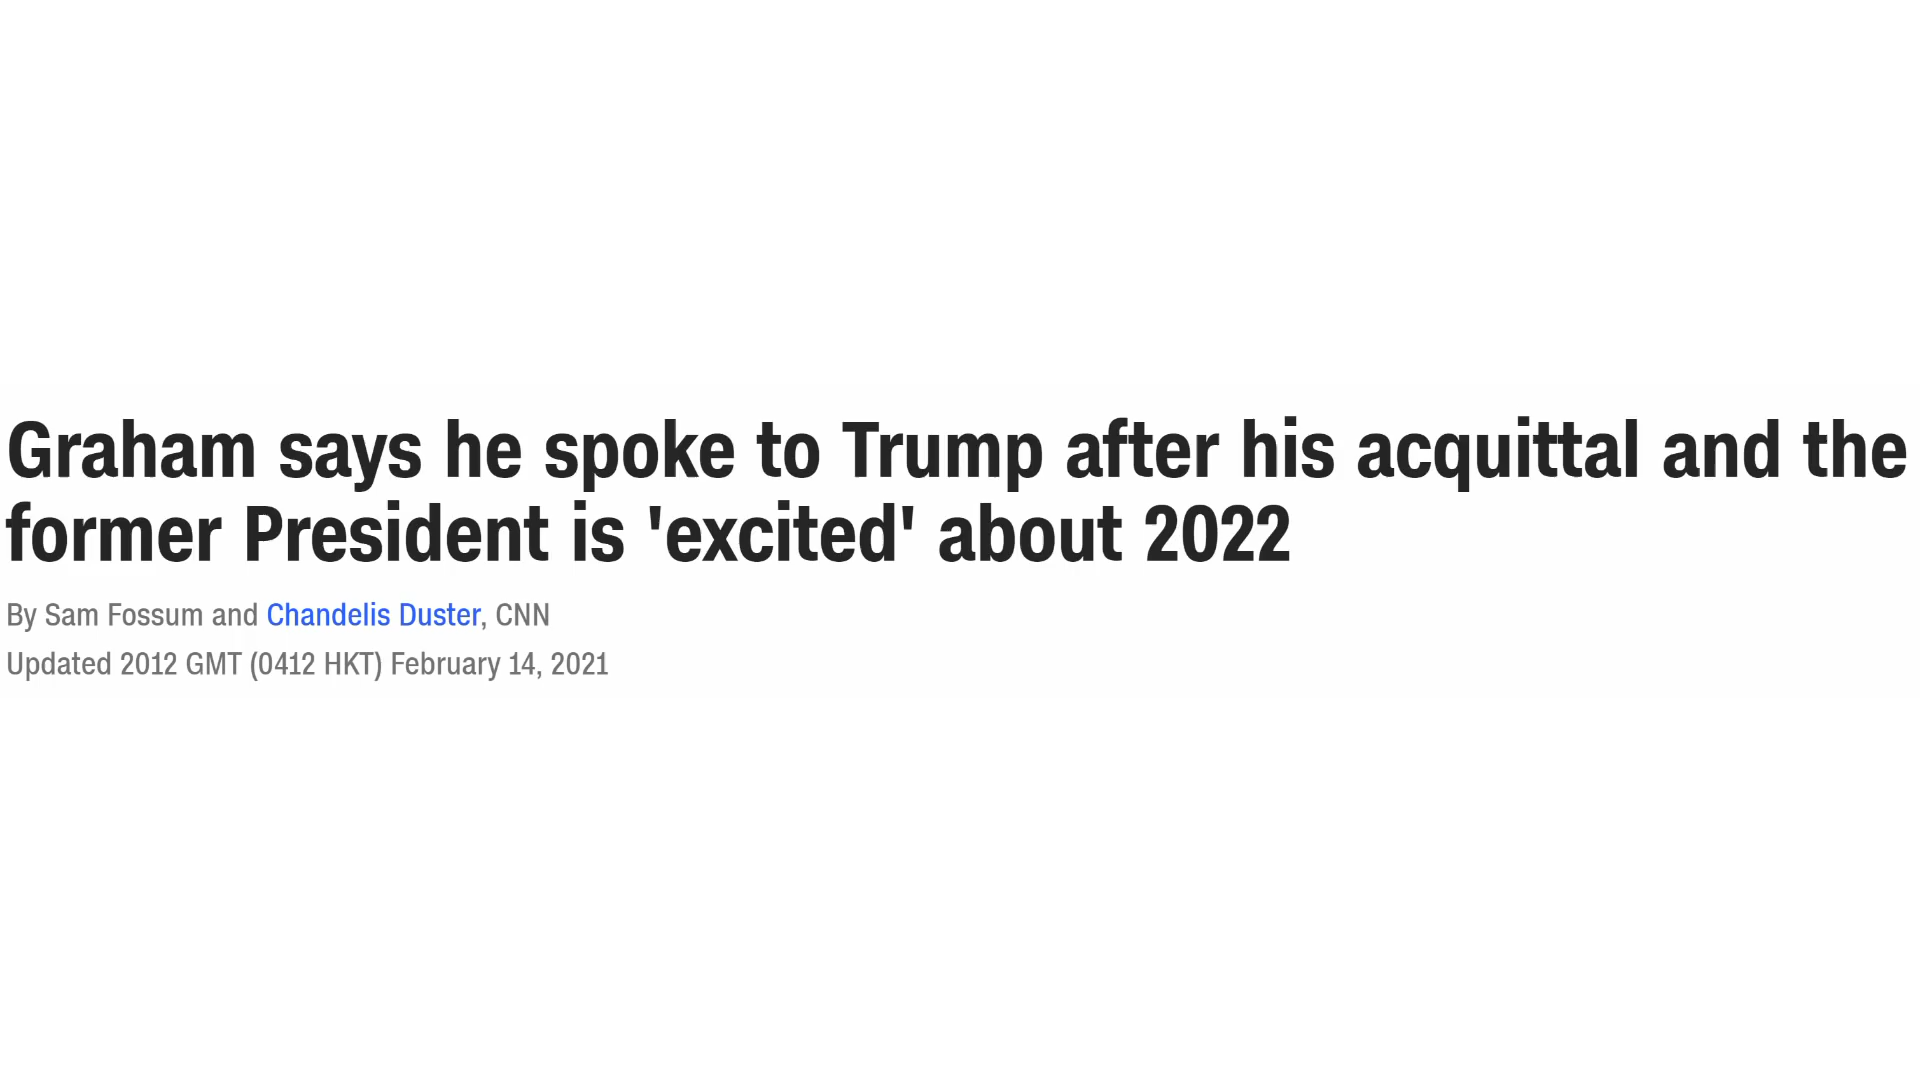 Graham says he spoke to Trump after his acquittal and the
former President is 'excited' about 2022
By Sam Fossum and Chandelis Duster, CNN
Updated 2012 GMT (0412 HKT) February 14, 2021